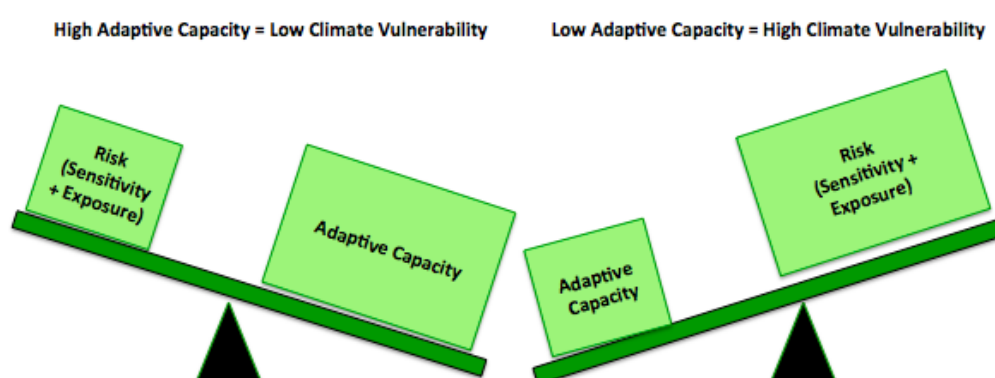 High Adaptive Capacity = Low Climate Vulnerability
Low Adaptive Capacity = High Climate Vulnerability
Risk
(Sensitivity
+ Exposure)
Adaptive Capacity
Adaptive
Capacity
Risk
(Sensitivity +
Exposure)